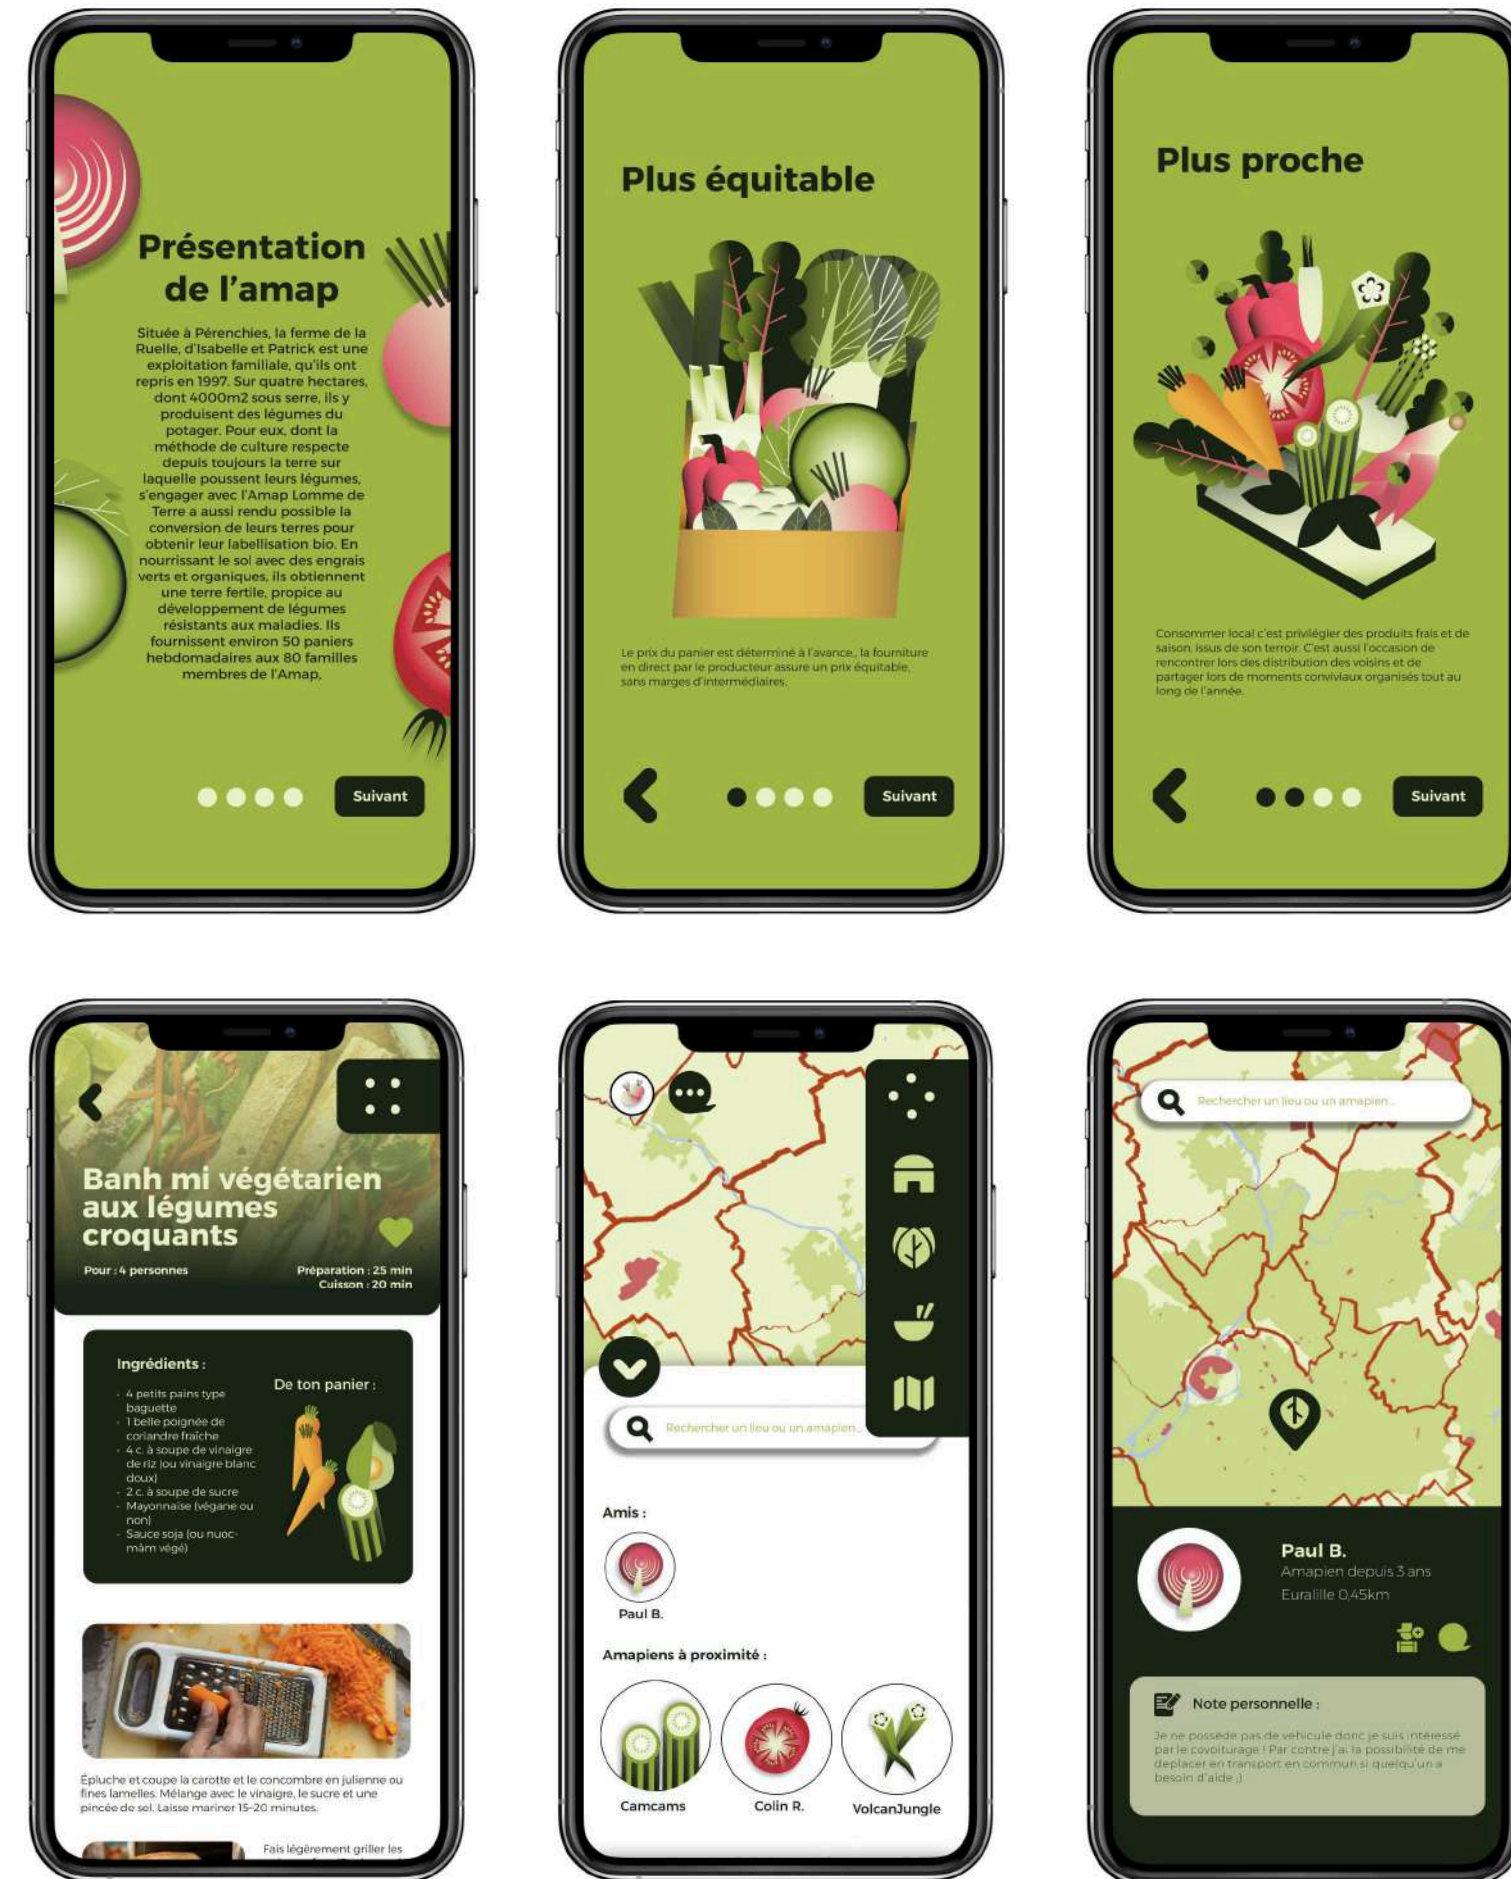 Présentation
de l'amap
Située à Pérenchies, la ferme de la
Ruelle, d'Isabelle et Patrick est une
exploitation familiale, qu'ils ont
repris en 1997. Sur quatre hectares,
dont 4000m2 sous serre, ils y
produisent des légumes du
potager. Pour eux, dont la
méthode de culture respecte
depuis toujours la terre sur
laquelle poussent leurs légumes,
s'engager avec l'Amap Lomme de
Terre a aussi rendu possible la
conversion de leurs terres pour
obtenir leur labellisation bio. En
nourrissant le sol avec des engrais
verts et organiques, ils obtiennent
une terre fertile, propice au
développement de légumes
résistants aux maladies. Ils
fournissent environ 50 paniers
hebdomadaires aux 80 familles
membres de l'Amap,
Suivant
Plus équitable
Le prix du panier est déterminé à l'avance,, la fourniture
en direct par le producteur assure un prix équitable,
sans marges d'intermédiaires.
Suivant
Plus proche
Consommer local c'est privilégier des produits frais et de
saison, issus de son terroir. C'est aussi l'occasion de
rencontrer lors des distribution des voisins et de
partager lors de moments conviviaux organisés tout au
long de l'année.
Suivant
Banh mi végétarien
aux légumes
croquants
Pour : 4 personnes
Préparation : 25 min
Cuisson : 20 min
Ingrédients :
- 4 petits pains type
baguette
- 1 belle poignée de
coriandre fraîche
- 4 c. à soupe de vinaigre
de riz (ou vinaigre blanc
doux)
- 2 c. à soupe de sucre
- Mayonnaise (végane ou
non)
- Sauce soja (ou nuoc-
mâm végé)
De ton panier :
Épluche et coupe la carotte et le concombre en julienne ou
fines lamelles. Mélange avec le vinaigre, le sucre et une
pincée de sel. Laisse mariner 15–20 minutes.
Fais légèrement griller les
Rechercher un lieu ou un amapien..
Amis :
Paul B.
Amapiens à proximité :
Camcams
Colin R.
VolcanJungle
Rechercher un lieu ou un amapien...
Paul B.
Amapien depuis 3 ans
Euralille 0,45km
Note personnelle :
Je ne possède pas de vehicule donc je suis intéressé
par le covoiturage ! Par contre j'ai la possibilité de me
deplacer en transport en commun si quelqu'un a
besoin d'aide ;)